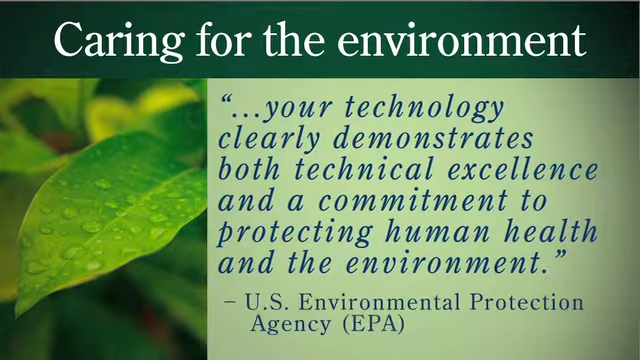 Caring for the environment
“...your technology
clearly demonstrates
both technical excellence
and a commitment to
protecting human health
and the environment.”
– U.S. Environmental Protection
Agency (EPA)